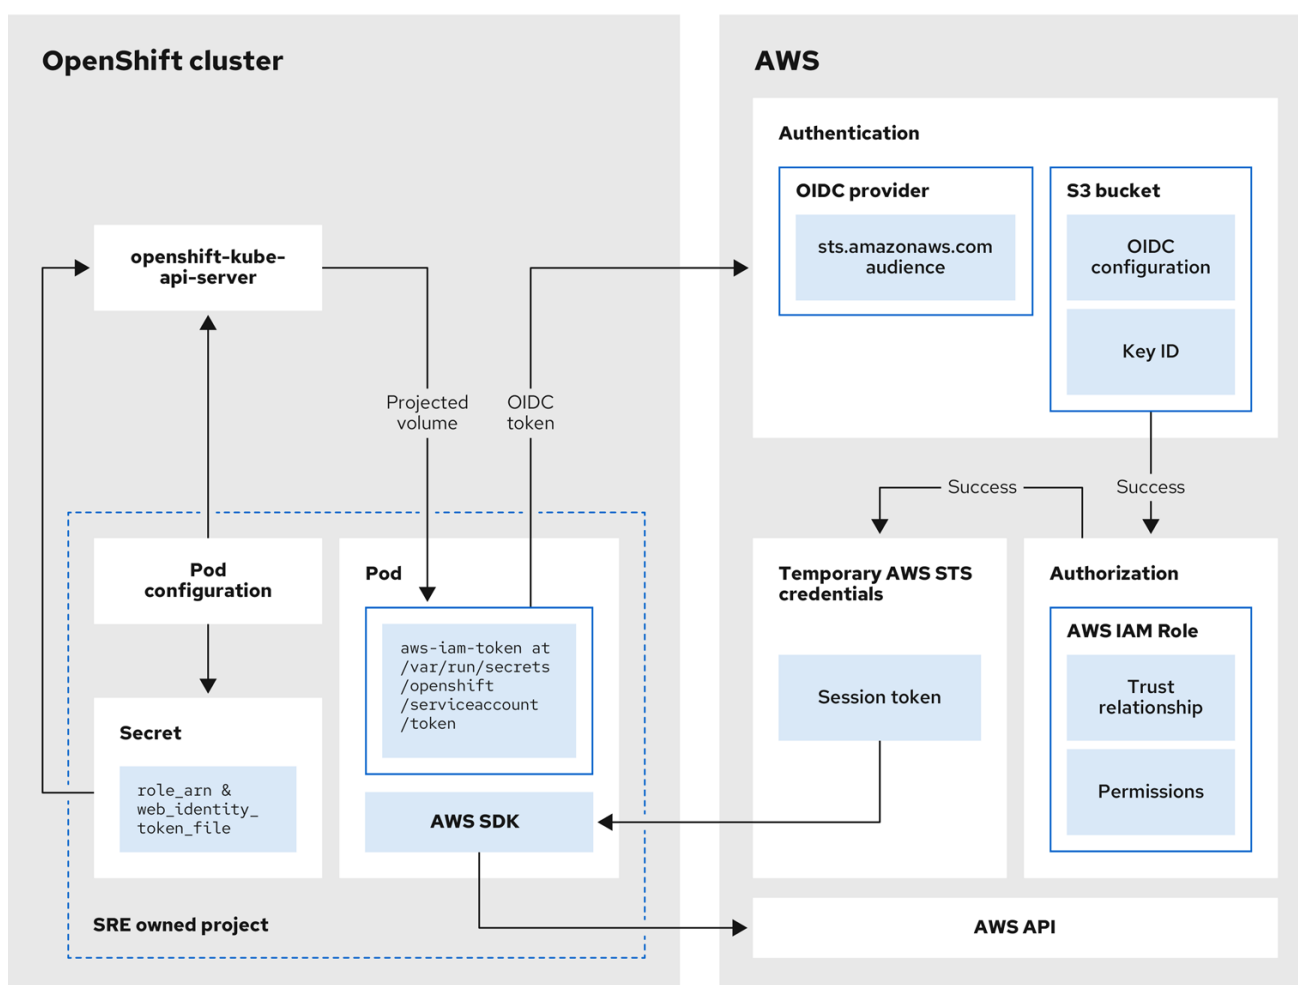 OpenShift cluster
openshift-kube-
api-server
Projected
volume
OIDC
token
Pod
configuration
Pod
aws-iam-token at
/var/run/secrets
/openshift
/serviceaccount
/token
Secret
role_arn &
web_identity_
token_file
AWS SDK
SRE owned project
AWS
Authentication
OIDC provider
sts.amazonaws.com
audience
S3 bucket
OIDC
configuration
Key ID
Success
Success
Temporary AWS STS
credentials
Session token
Authorization
AWS IAM Role
Trust
relationship
Permissions
AWS API